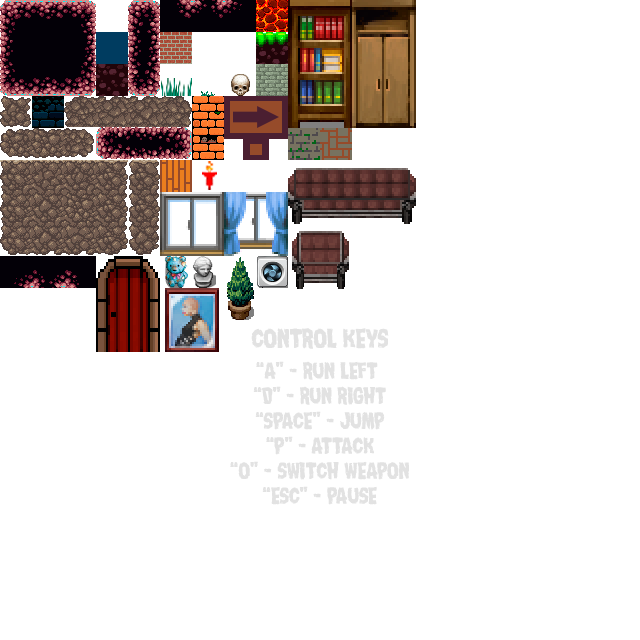 CONTROL KEYS
"A" - RUN LEFT
"D" - RUN RIGHT
"SPACE" - JUMP
"P" - ATTACK
"O" - SWITCH WEAPON
"ESC" - PAUSE